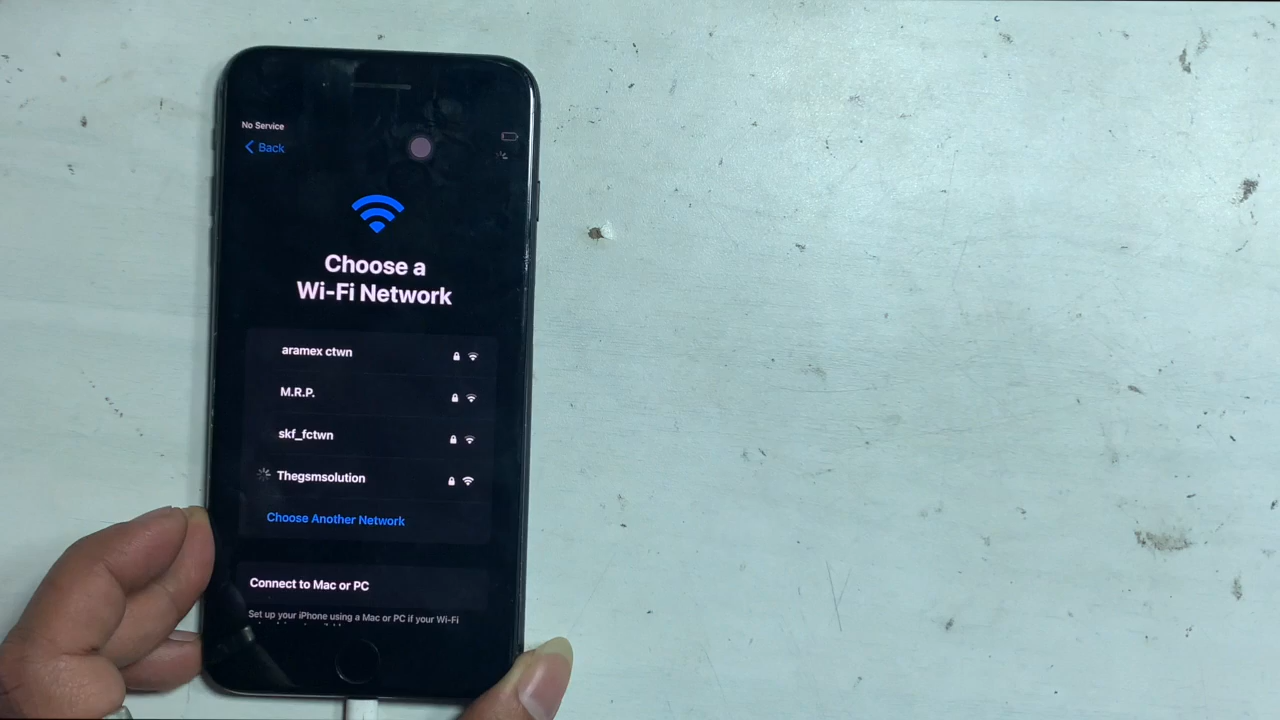 No Service
Back
Choose a
Wi-Fi Network
aramex ctwn
M.R.P.
skf_fctwn
Thegsmsolution
Choose Another Network
Connect to Mac or PC
Set up your iPhone using a Mac or PC if your Wi-Fi